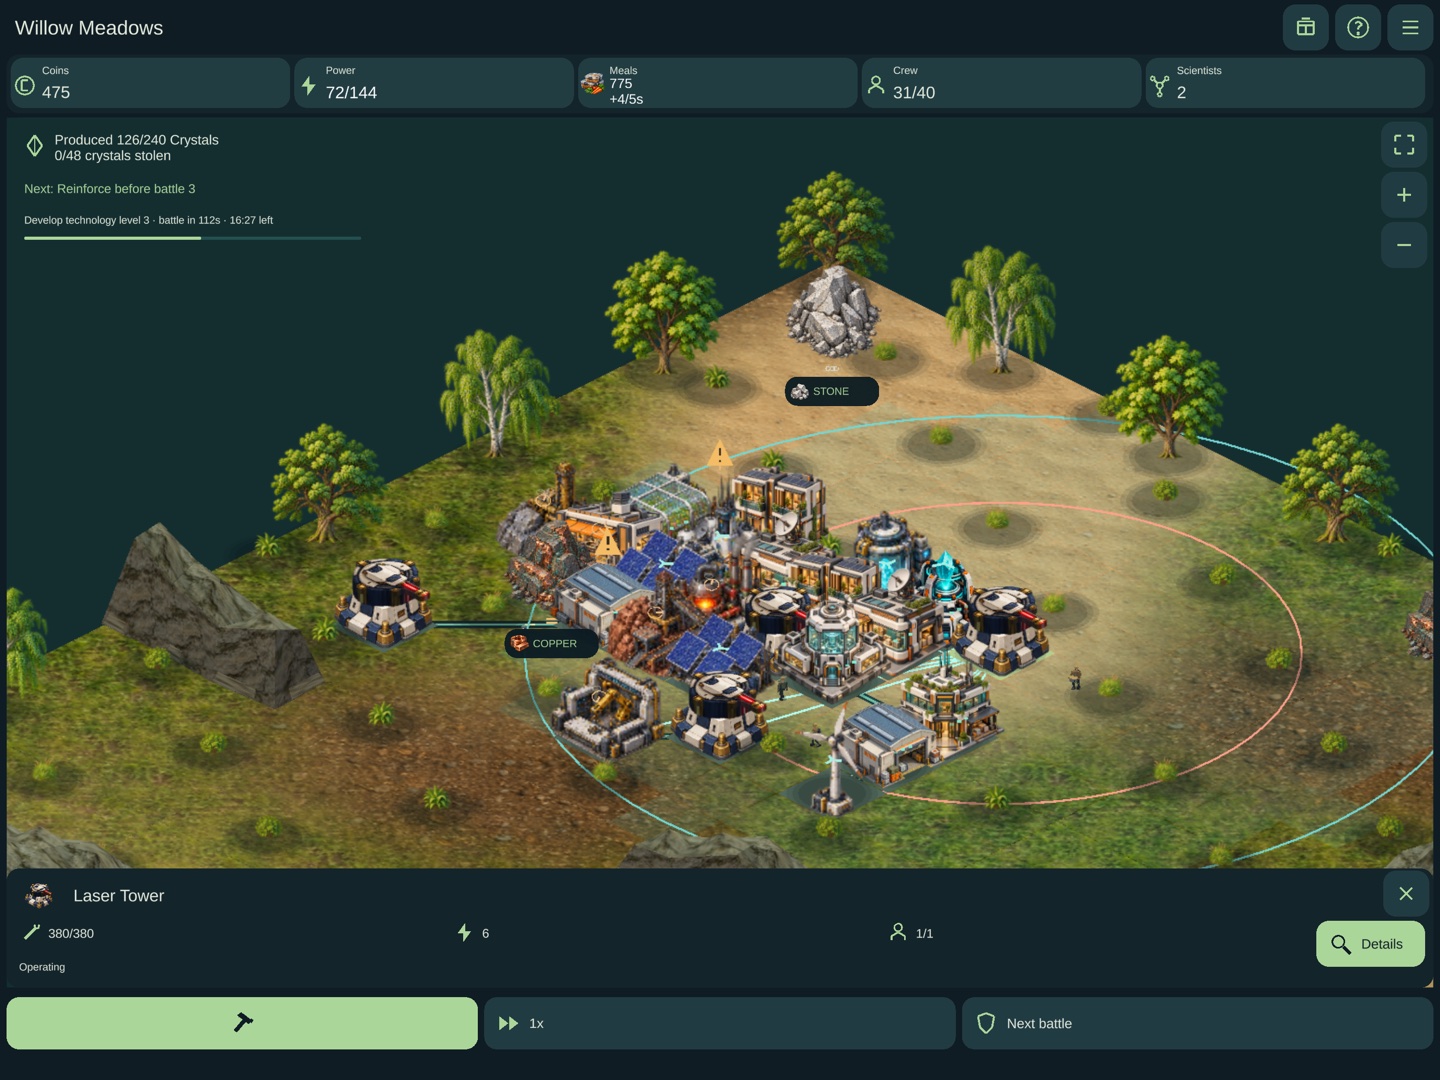 Willow Meadows
Coins
475
Power
72/144
Meals
775
+4/5s
Crew
31/40
Scientists
2
Produced 126/240 Crystals
0/48 crystals stolen
Next: Reinforce before battle 3
Develop technology level 3 · battle in 112s · 16:27 left
STONE
COPPER
Laser Tower
380/380
6
1/1
Details
Operating
1x
Next battle